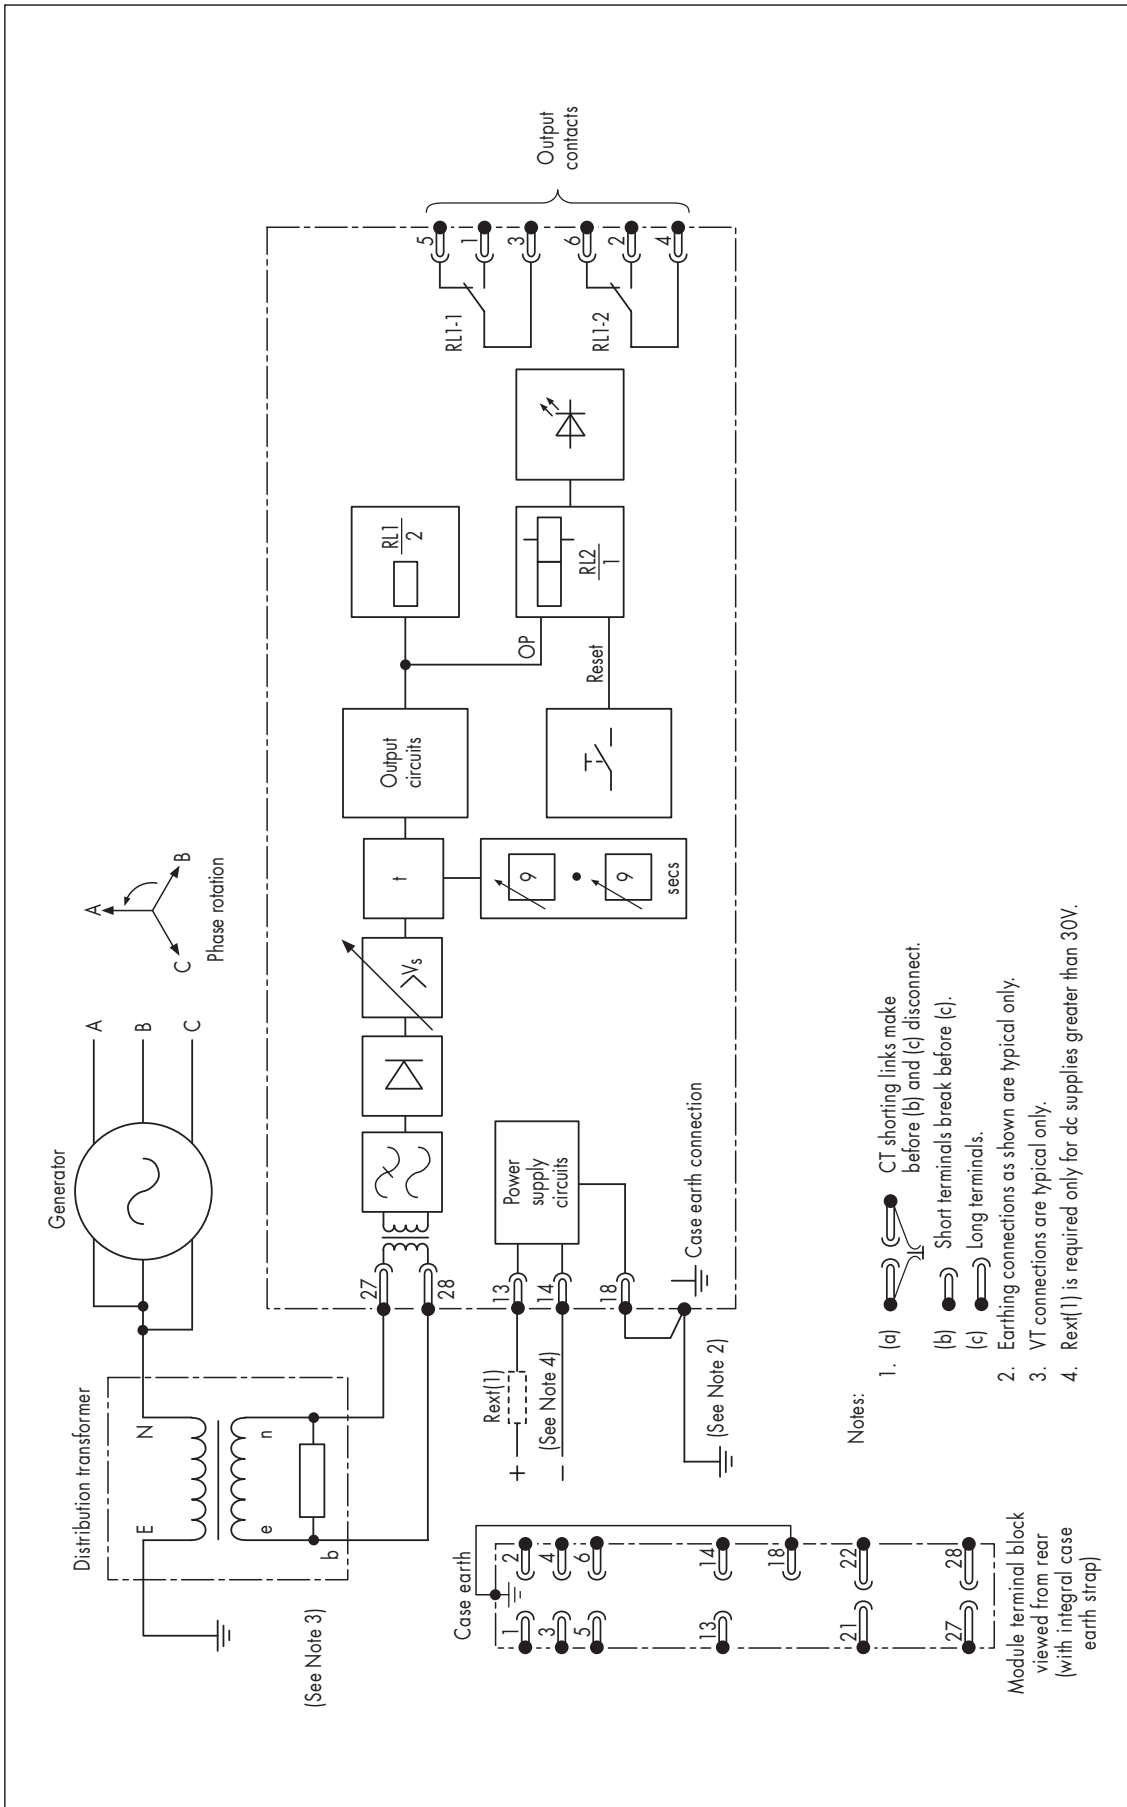 Generator
A
B
C
A
B
C
Phase rotation
Distribution transformer
E
N
e
n
b
(See Note 3)
27
28
>Vs
t
Output
circuits
RL1
2
9
•
9
secs
OP
Reset
RL2
1
RL1-1
RL1-2
5
1
3
6
2
4
Output
contacts
Rext(1)
+
(See Note 4)
–
13
14
18
Power
supply
circuits
Case earth connection
(See Note 2)
Case earth
1
2
3
4
5
6
13
14
18
21
22
27
28
Module terminal block
viewed from rear
(with integral case
earth strap)
Notes:
1. (a) CT shorting links make
before (b) and (c) disconnect.
(b) Short terminals break before (c).
(c) Long terminals.
2. Earthing connections as shown are typical only.
3. VT connections are typical only.
4. Rext(1) is required only for dc supplies greater than 30V.